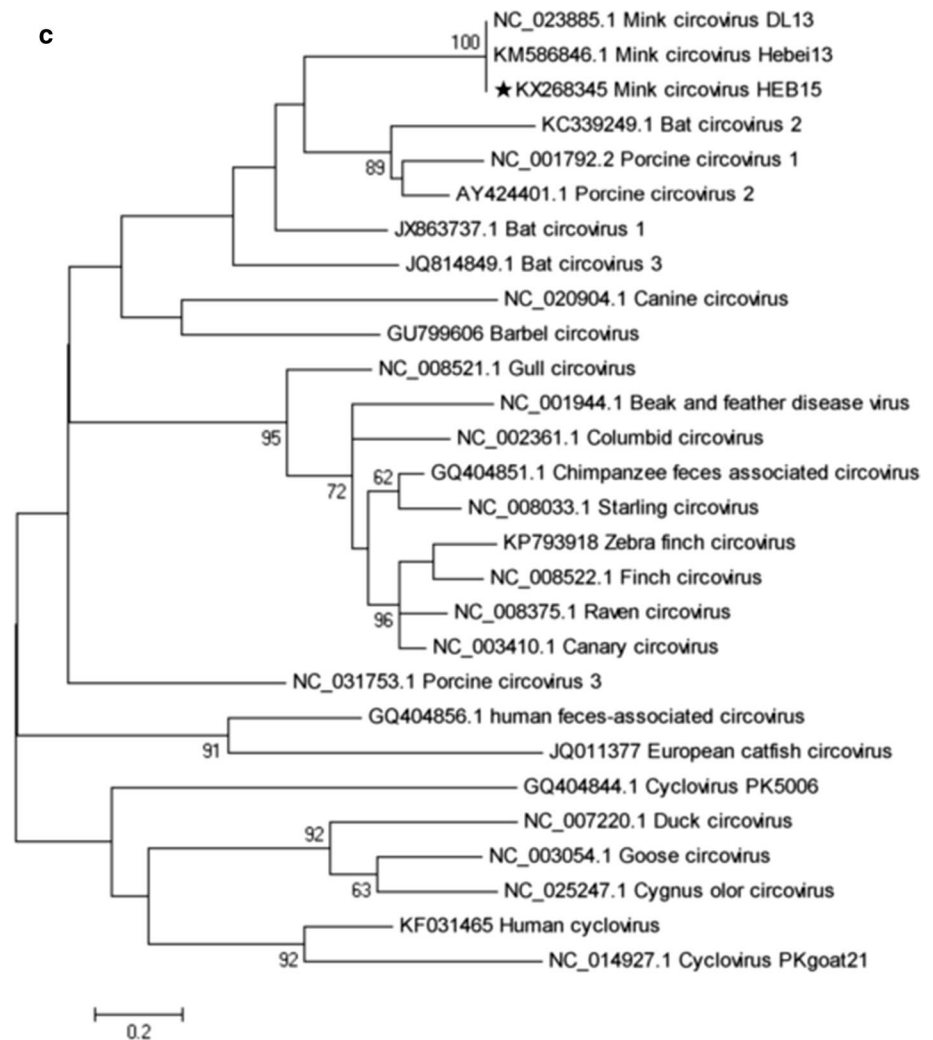 c
NC_023885.1 Mink circovirus DL13
100
KM586846.1 Mink circovirus Hebei13
★KX268345 Mink circovirus HEB15
KC339249.1 Bat circovirus 2
NC_001792.2 Porcine circovirus 1
89
AY424401.1 Porcine circovirus 2
JX863737.1 Bat circovirus 1
JQ814849.1 Bat circovirus 3
NC_020904.1 Canine circovirus
GU799606 Barbel circovirus
NC_008521.1 Gull circovirus
NC_001944.1 Beak and feather disease virus
95
NC_002361.1 Columbid circovirus
62
GQ404851.1 Chimpanzee feces associated circovirus
72
NC_008033.1 Starling circovirus
KP793918 Zebra finch circovirus
NC_008522.1 Finch circovirus
NC_008375.1 Raven circovirus
96
NC_003410.1 Canary circovirus
NC_031753.1 Porcine circovirus 3
GQ404856.1 human feces-associated circovirus
91
JQ011377 European catfish circovirus
GQ404844.1 Cyclovirus PK5006
NC_007220.1 Duck circovirus
92
NC_003054.1 Goose circovirus
63
NC_025247.1 Cygnus olor circovirus
KF031465 Human cyclovirus
92
NC_014927.1 Cyclovirus PKgoat21
0.2